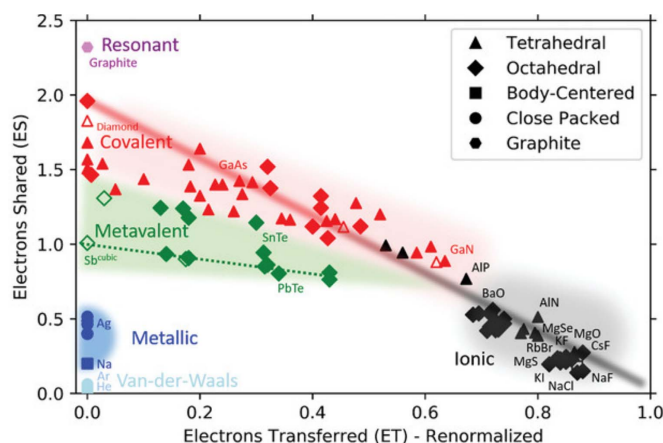 Electrons Shared (ES)
2.5
2.0
1.5
1.0
0.5
0.0
Resonant
Graphite
Tetrahedral
Octahedral
Body-Centered
Close Packed
Graphite
Diamond
Covalent
GaAs
Metavalent
SnTe
GaN
Sbcubic
PbTe
AlP
BaO
AlN
Ag
Metallic
MgSe
MgO
RbBr
KF
CsF
Ionic
MgS
Na
Ar
He
Van-der-Waals
KI
NaCl
NaF
0.0
0.2
0.4
0.6
0.8
1.0
Electrons Transferred (ET) - Renormalized